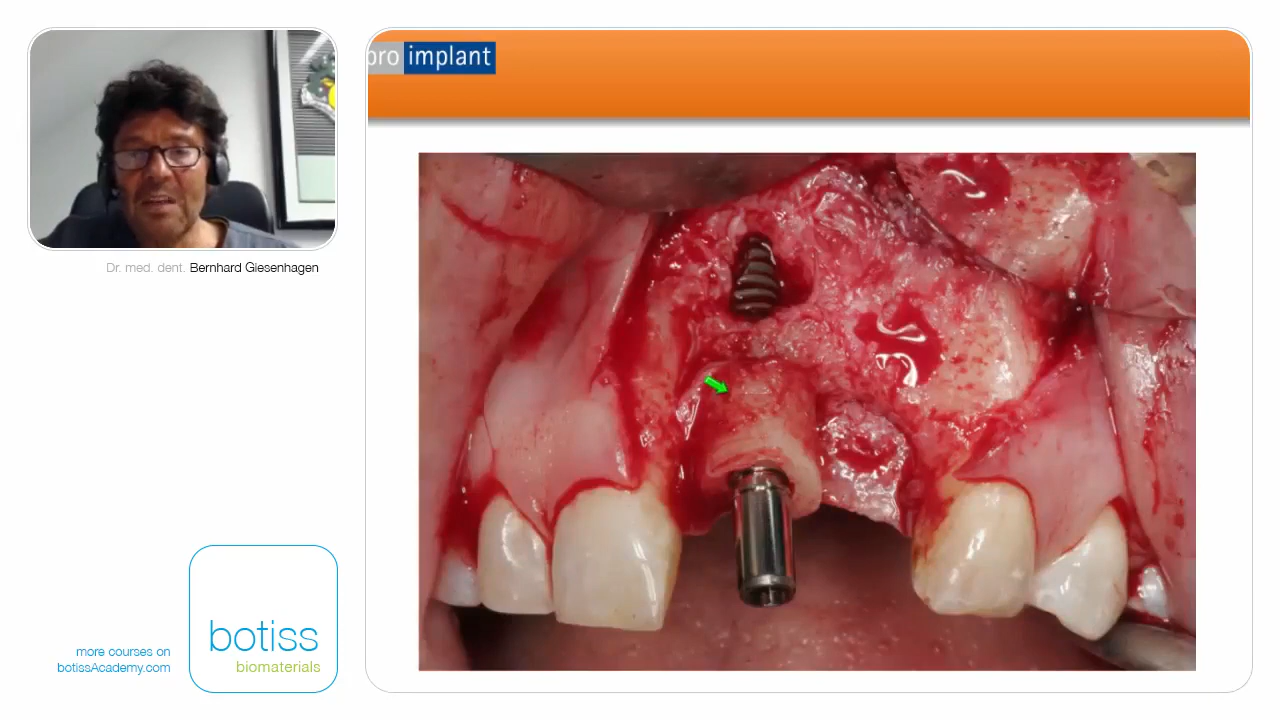 pro implant
Dr. med. dent. Bernhard Giesenhagen
more courses on
botissAcademy.com
botiss
biomaterials